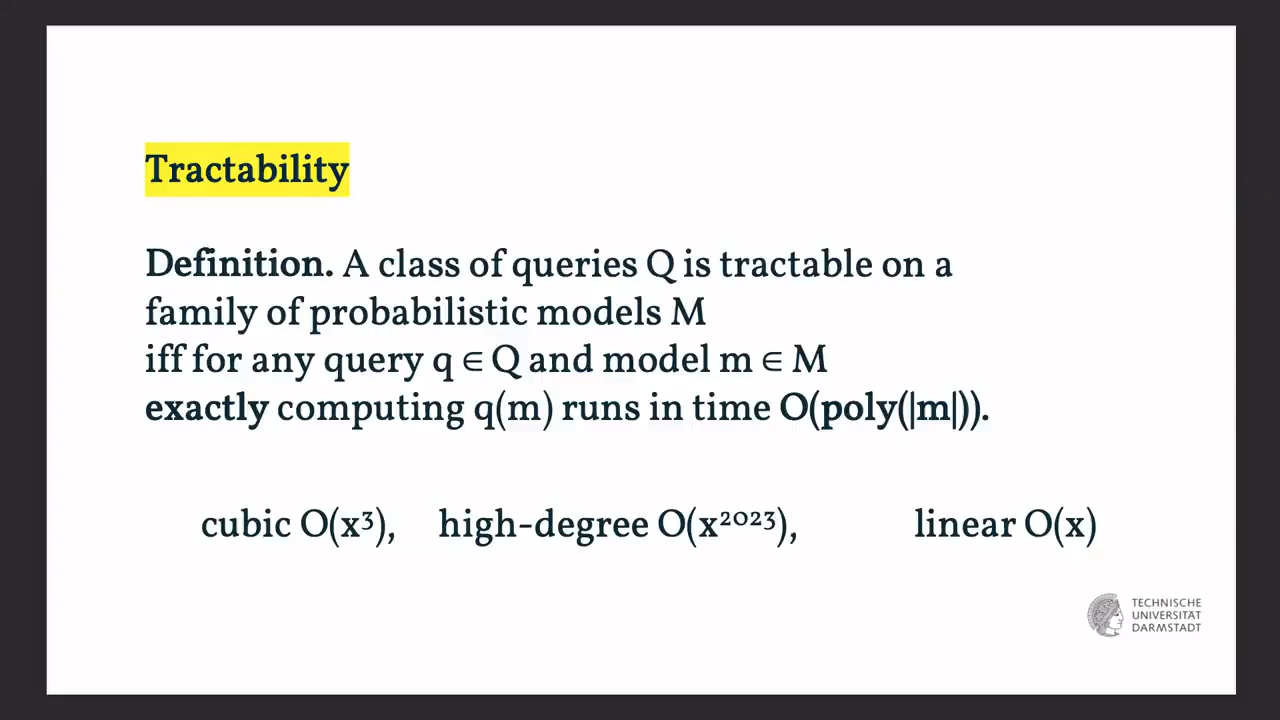 Tractability
Definition. A class of queries Q is tractable on a
family of probabilistic models M
iff for any query q ∈ Q and model m ∈ M
exactly computing q(m) runs in time O(poly(|m|)).
cubic O(x³), high-degree O(x²⁰²³), linear O(x)
TECHNISCHE
UNIVERSITÄT
DARMSTADT